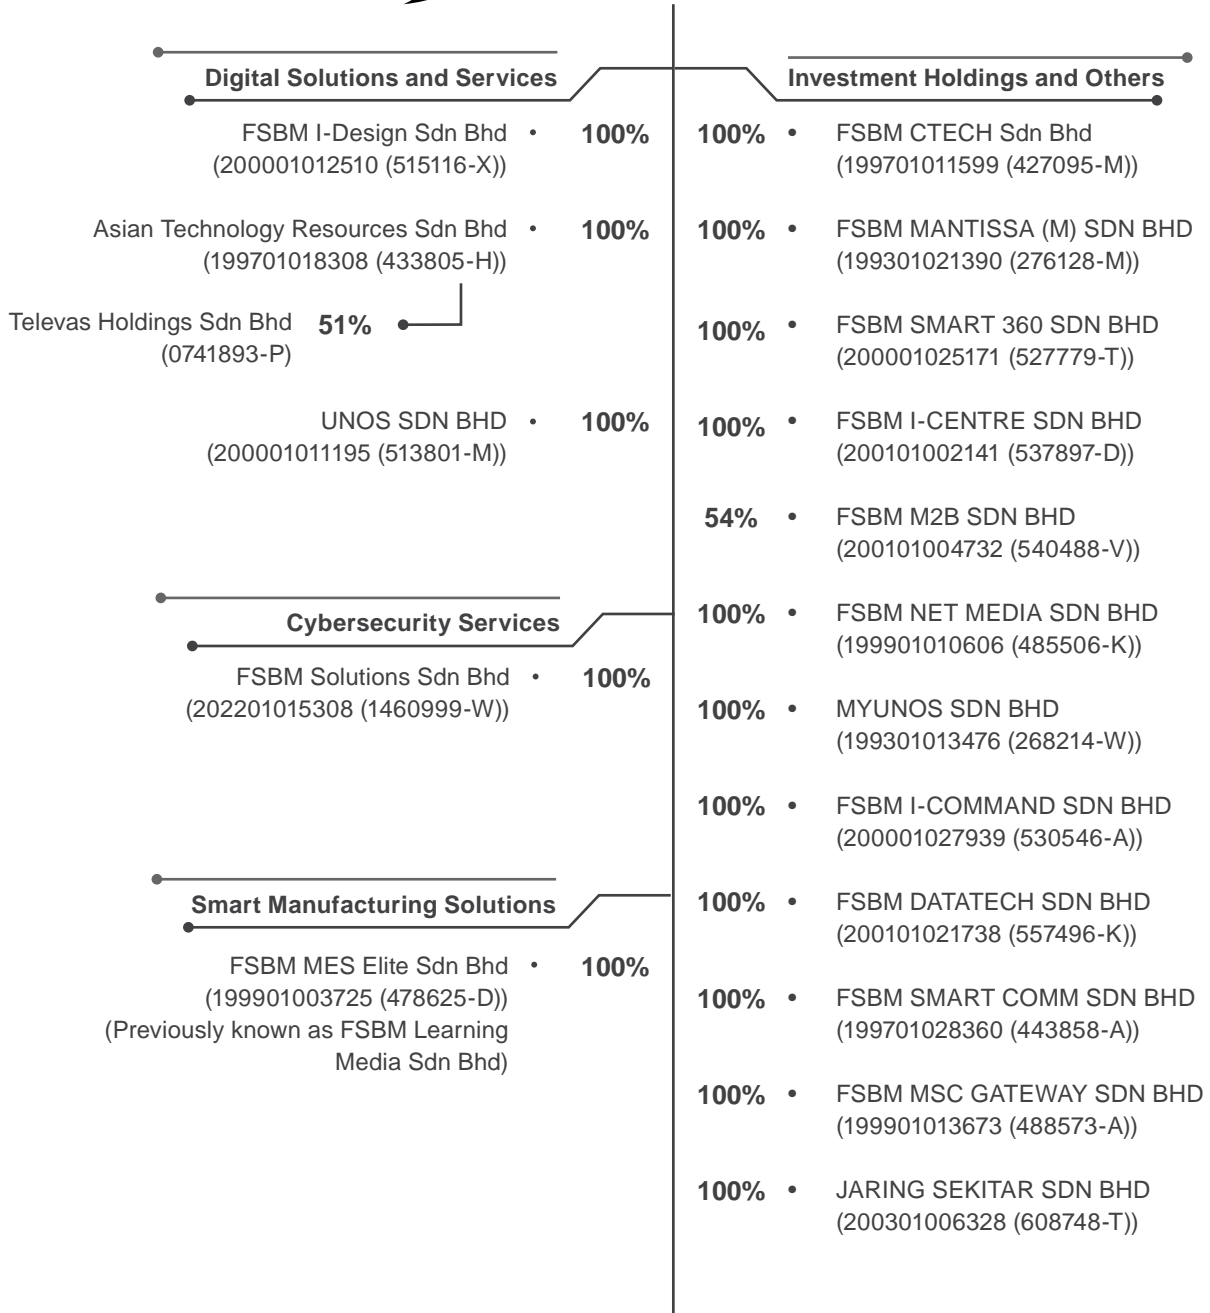 Digital Solutions and Services
FSBM I-Design Sdn Bhd • 100%
(200001012510 (515116-X))
Asian Technology Resources Sdn Bhd • 100%
(199701018308 (433805-H))
Televas Holdings Sdn Bhd 51%
(0741893-P)
UNOS SDN BHD • 100%
(200001011195 (513801-M))
Cybersecurity Services
FSBM Solutions Sdn Bhd • 100%
(202201015308 (1460999-W))
Smart Manufacturing Solutions
FSBM MES Elite Sdn Bhd • 100%
(199901003725 (478625-D))
(Previously known as FSBM Learning
Media Sdn Bhd)
Investment Holdings and Others
100% • FSBM CTECH Sdn Bhd
(199701011599 (427095-M))
100% • FSBM MANTISSA (M) SDN BHD
(199301021390 (276128-M))
100% • FSBM SMART 360 SDN BHD
(200001025171 (527779-T))
100% • FSBM I-CENTRE SDN BHD
(200101002141 (537897-D))
54% • FSBM M2B SDN BHD
(200101004732 (540488-V))
100% • FSBM NET MEDIA SDN BHD
(199901010606 (485506-K))
100% • MYUNOS SDN BHD
(199301013476 (268214-W))
100% • FSBM I-COMMAND SDN BHD
(200001027939 (530546-A))
100% • FSBM DATATECH SDN BHD
(200101021738 (557496-K))
100% • FSBM SMART COMM SDN BHD
(199701028360 (443858-A))
100% • FSBM MSC GATEWAY SDN BHD
(199901013673 (488573-A))
100% • JARING SEKITAR SDN BHD
(200301006328 (608748-T))